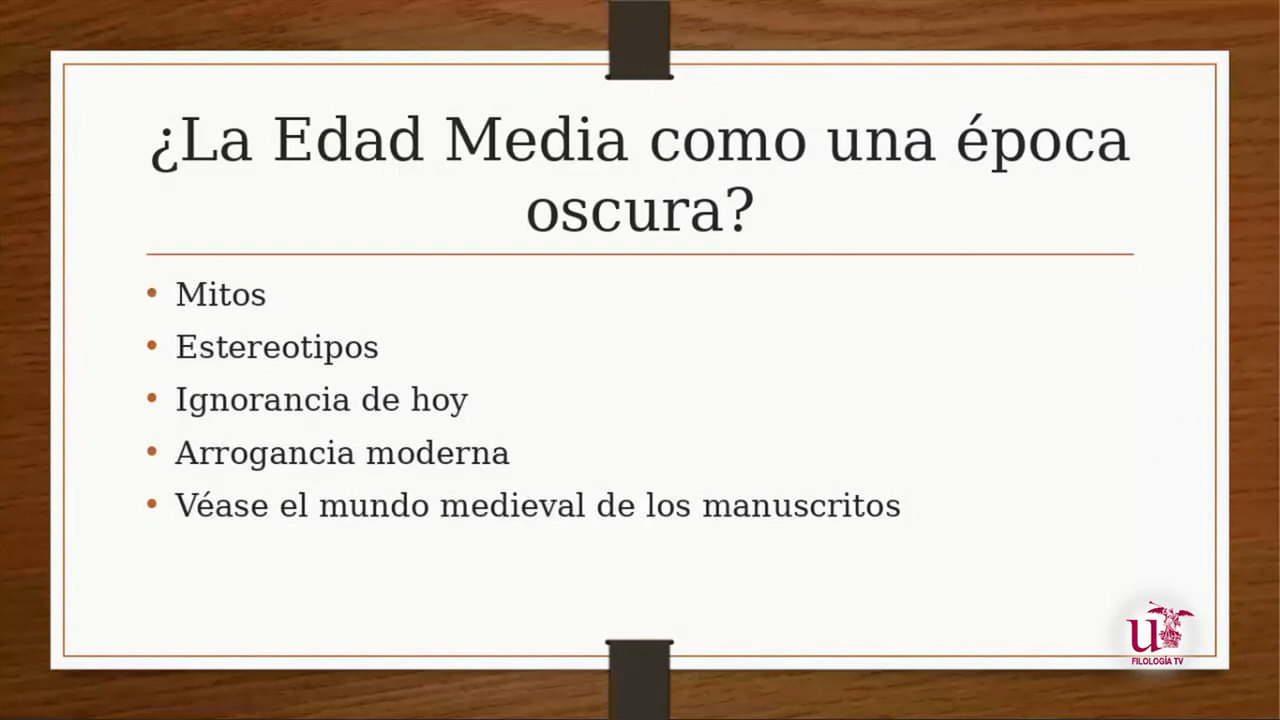 ¿La Edad Media como una época
oscura?
• Mitos
• Estereotipos
• Ignorancia de hoy
• Arrogancia moderna
• Véase el mundo medieval de los manuscritos
u
FILOLOGÍA TV